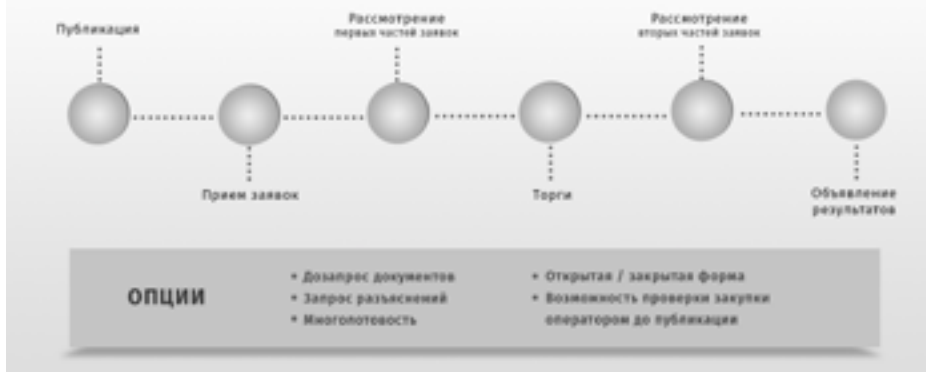 Публикация
Рассмотрение
первых частей заявок
Рассмотрение
вторых частей заявок
Прием заявок
Торги
Объявление
результатов
ОПЦИИ
• Дозапрос документов
• Запрос разъяснений
• Многолотовость
• Открытая / закрытая форма
• Возможность проверки закупки
оператором до публикации